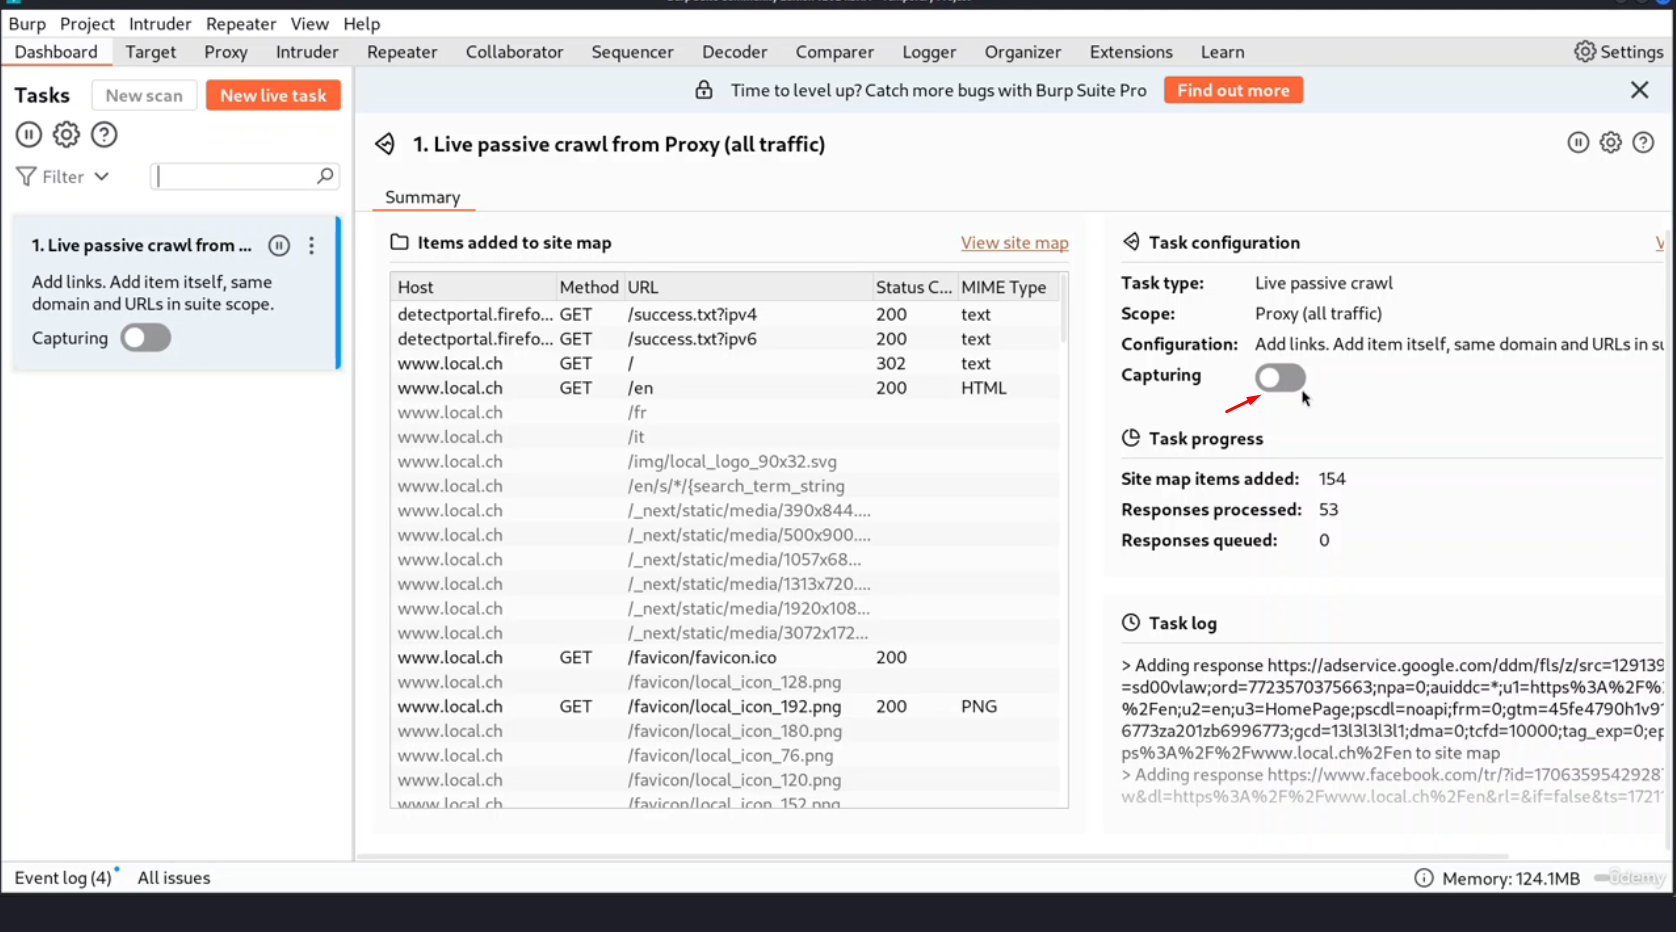 Burp Project Intruder Repeater View Help
Dashboard Target Proxy Intruder Repeater Collaborator Sequencer Decoder Comparer Logger Organizer Extensions Learn Settings
Tasks New scan New live task
Filter
1. Live passive crawl from ...
Add links. Add item itself, same
domain and URLs in suite scope.
Capturing
Time to level up? Catch more bugs with Burp Suite Pro Find out more
1. Live passive crawl from Proxy (all traffic)
Summary
Items added to site map View site map
Host Method URL Status C... MIME Type
detectportal.firefo... GET /success.txt?ipv4 200 text
detectportal.firefo... GET /success.txt?ipv6 200 text
www.local.ch GET / 302 text
www.local.ch GET /en 200 HTML
www.local.ch /fr
www.local.ch /it
www.local.ch /img/local_logo_90x32.svg
www.local.ch /en/s/*/{search_term_string
www.local.ch /_next/static/media/390x844....
www.local.ch /_next/static/media/500x900....
www.local.ch /_next/static/media/1057x68...
www.local.ch /_next/static/media/1313x720....
www.local.ch /_next/static/media/1920x108...
www.local.ch /_next/static/media/3072x172...
www.local.ch GET /favicon/favicon.ico 200
www.local.ch /favicon/local_icon_128.png
www.local.ch GET /favicon/local_icon_192.png 200 PNG
www.local.ch /favicon/local_icon_180.png
www.local.ch /favicon/local_icon_76.png
www.local.ch /favicon/local_icon_120.png
www.local.ch /favicon/local_icon_152.png
Task configuration V
Task type: Live passive crawl
Scope: Proxy (all traffic)
Configuration: Add links. Add item itself, same domain and URLs in su
Capturing
Task progress
Site map items added: 154
Responses processed: 53
Responses queued: 0
Task log
> Adding response https://adservice.google.com/ddm/fls/z/src=129139
=sd00vlaw;ord=7723570375663;npa=0;auiddc=*;u1=https%3A%2F%
%2Fen;u2=en;u3=HomePage;pscdl=noapi;frm=0;gtm=45fe4790h1v9
6773za201zb6996773;gcd=13l3l3l3l1;dma=0;tcfd=10000;tag_exp=0;ep
ps%3A%2F%2Fwww.local.ch%2Fen to site map
> Adding response https://www.facebook.com/tr/?id=1706359542928
w&dl=https%3A%2F%2Fwww.local.ch%2Fen&rl=&if=false&ts=1721
Event log (4) All issues Memory: 124.1MB ûdemy